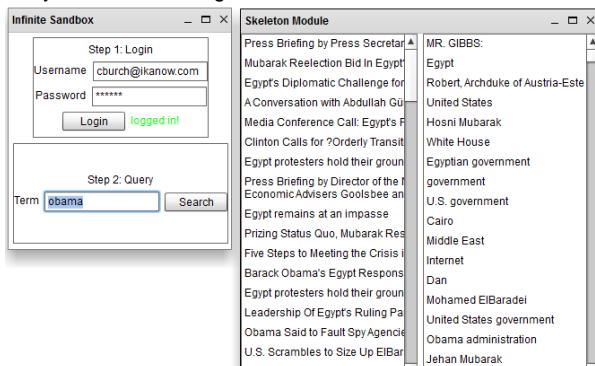 Infinite Sandbox
Step 1: Login
Username cburch@ikanow.com
Password ******
Login logged in!
Step 2: Query
Term obama Search
Skeleton Module
Press Briefing by Press Secretar
Mubarak Reelection Bid In Egypt'
Egypt's Diplomatic Challenge for
A Conversation with Abdullah Gü
Media Conference Call: Egypt's F
Clinton Calls for ?Orderly Transit
Egypt protesters hold their groun
Press Briefing by Director of the N
Economic Advisers Goolsbee an
Egypt remains at an impasse
Prizing Status Quo, Mubarak Res
Five Steps to Meeting the Crisis i
Barack Obama's Egypt Respons
Egypt protesters hold their groun
Leadership Of Egypt's Ruling Pa
Obama Said to Fault Spy Agencie
U.S. Scrambles to Size Up ElBar
MR. GIBBS:
Egypt
Robert, Archduke of Austria-Este
United States
Hosni Mubarak
White House
Egyptian government
government
U.S. government
Cairo
Middle East
Internet
Dan
Mohamed ElBaradei
United States government
Obama administration
Jehan Mubarak